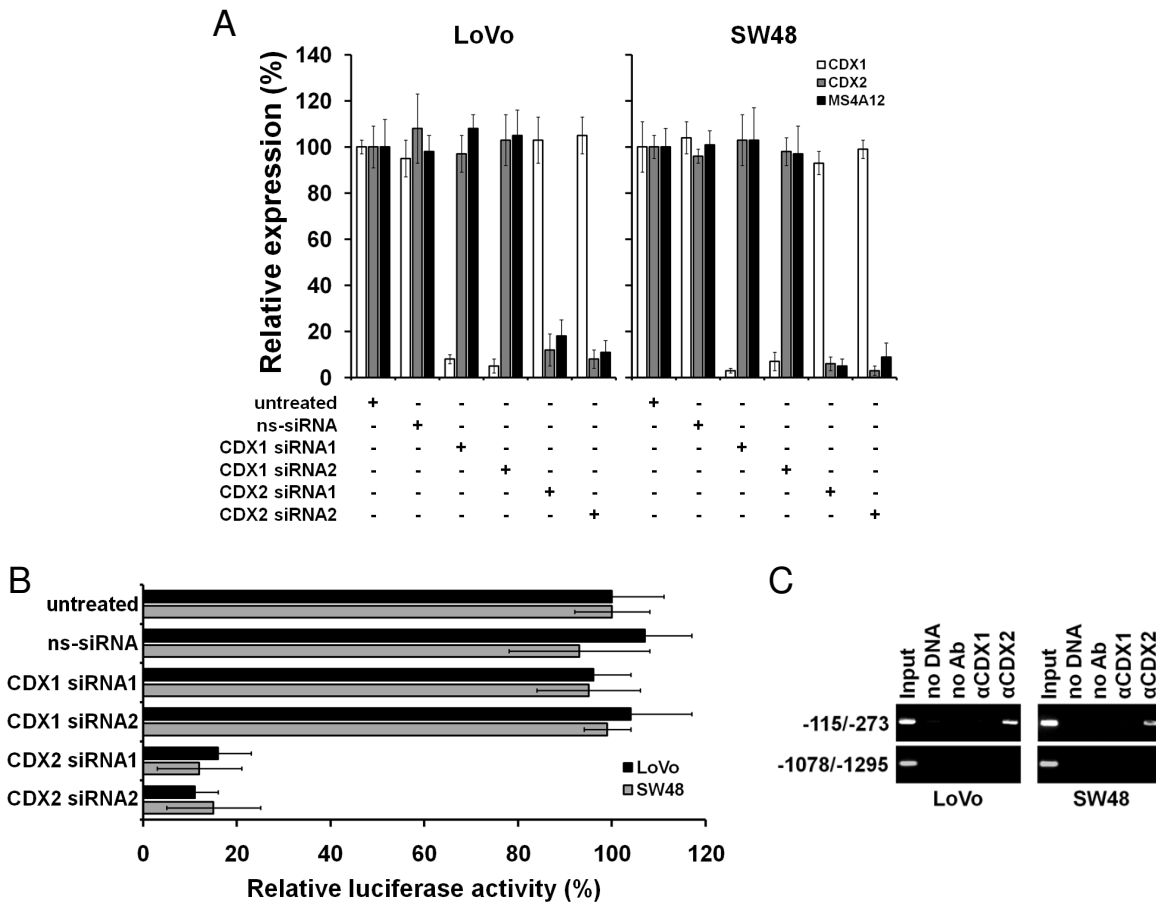 A
LoVo
SW48
Relative expression (%)
140
120
100
80
60
40
20
0
CDX1
CDX2
MS4A12
untreated + - - - - - + - - - - -
ns-siRNA - + - - - - - + - - - -
CDX1 siRNA1 - - + - - - - - + - - -
CDX1 siRNA2 - - - + - - - - - + - -
CDX2 siRNA1 - - - - + - - - - - + -
CDX2 siRNA2 - - - - - + - - - - - +
B
untreated
ns-siRNA
CDX1 siRNA1
CDX1 siRNA2
CDX2 siRNA1
CDX2 siRNA2
LoVo
SW48
0 20 40 60 80 100 120
Relative luciferase activity (%)
C
Input no DNA no Ab αCDX1 αCDX2
Input no DNA no Ab αCDX1 αCDX2
-115/-273
-1078/-1295
LoVo SW48